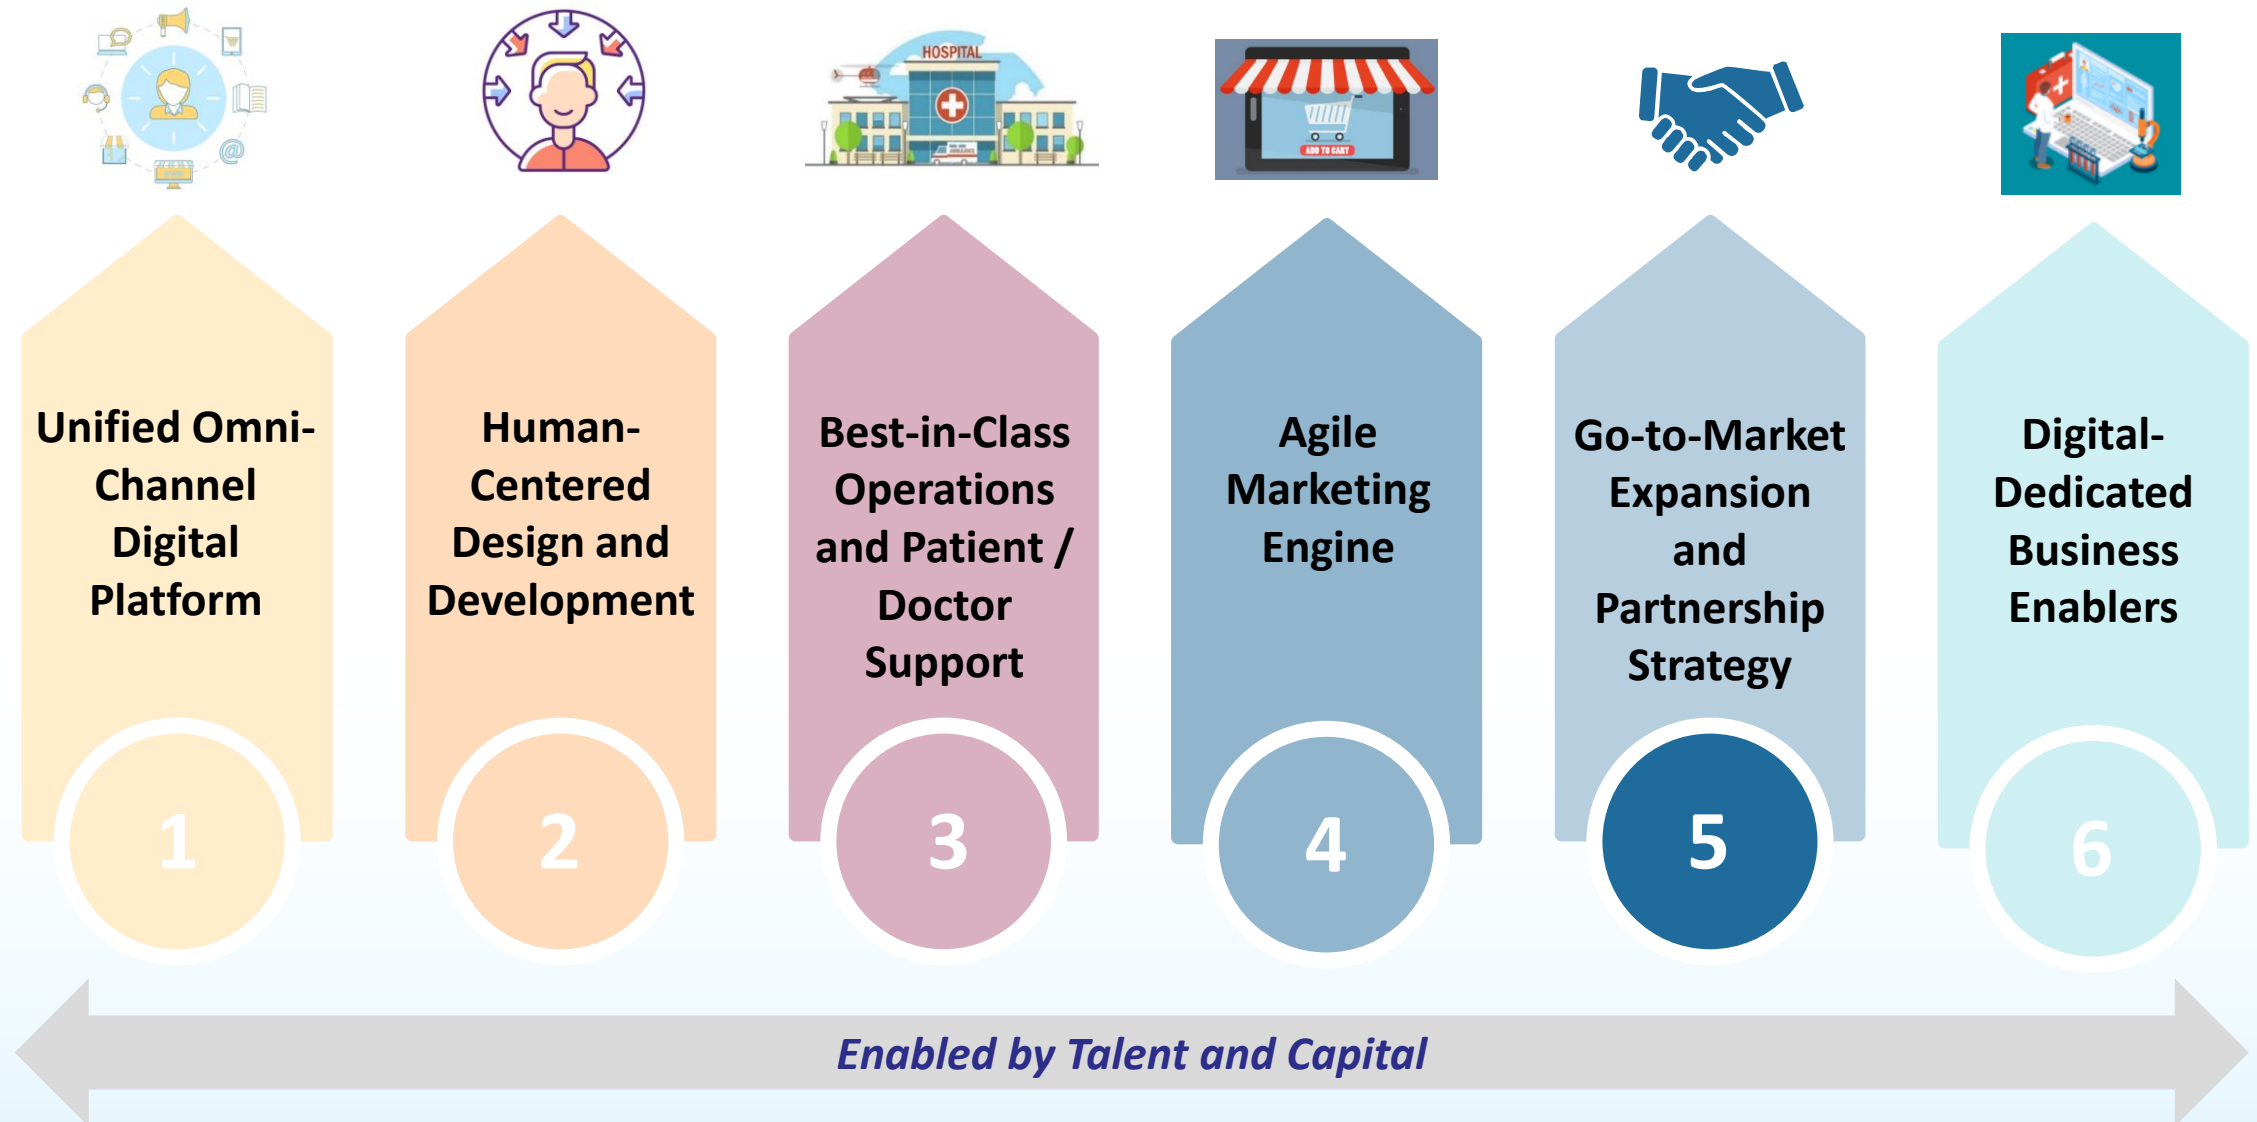 HOSPITAL
AMBULANCE
ADD TO CART
Unified Omni-
Channel
Digital
Platform
1
Human-
Centered
Design and
Development
2
Best-in-Class
Operations
and Patient /
Doctor
Support
3
Agile
Marketing
Engine
4
Go-to-Market
Expansion
and
Partnership
Strategy
5
Digital-
Dedicated
Business
Enablers
6
Enabled by Talent and Capital